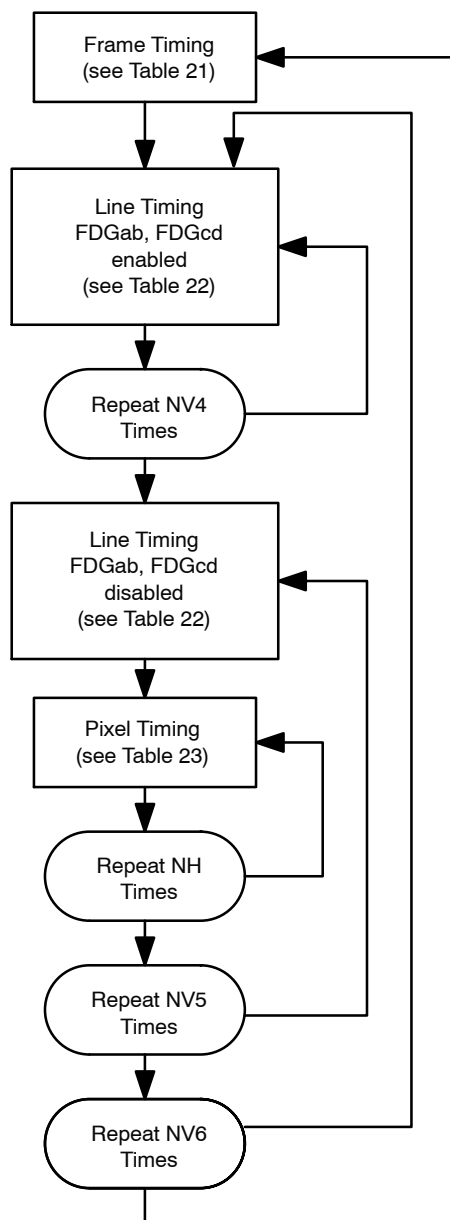 Frame Timing
(see Table 21)
Line Timing
FDGab, FDGcd
enabled
(see Table 22)
Repeat NV4
Times
Line Timing
FDGab, FDGcd
disabled
(see Table 22)
Pixel Timing
(see Table 23)
Repeat NH
Times
Repeat NV5
Times
Repeat NV6
Times